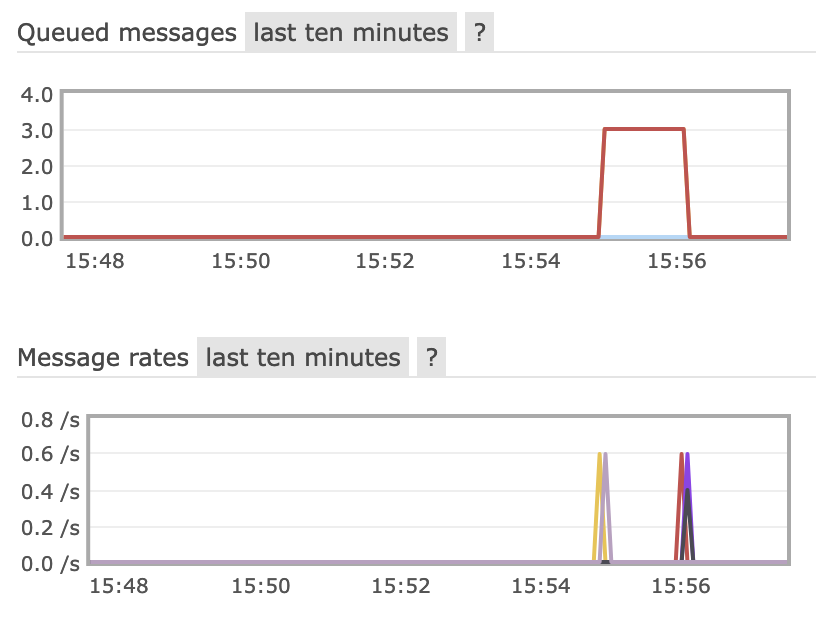 Queued messages last ten minutes ?
4.0
3.0
2.0
1.0
0.0
15:48 15:50 15:52 15:54 15:56
Message rates last ten minutes ?
0.8 /s
0.6 /s
0.4 /s
0.2 /s
0.0 /s
15:48 15:50 15:52 15:54 15:56